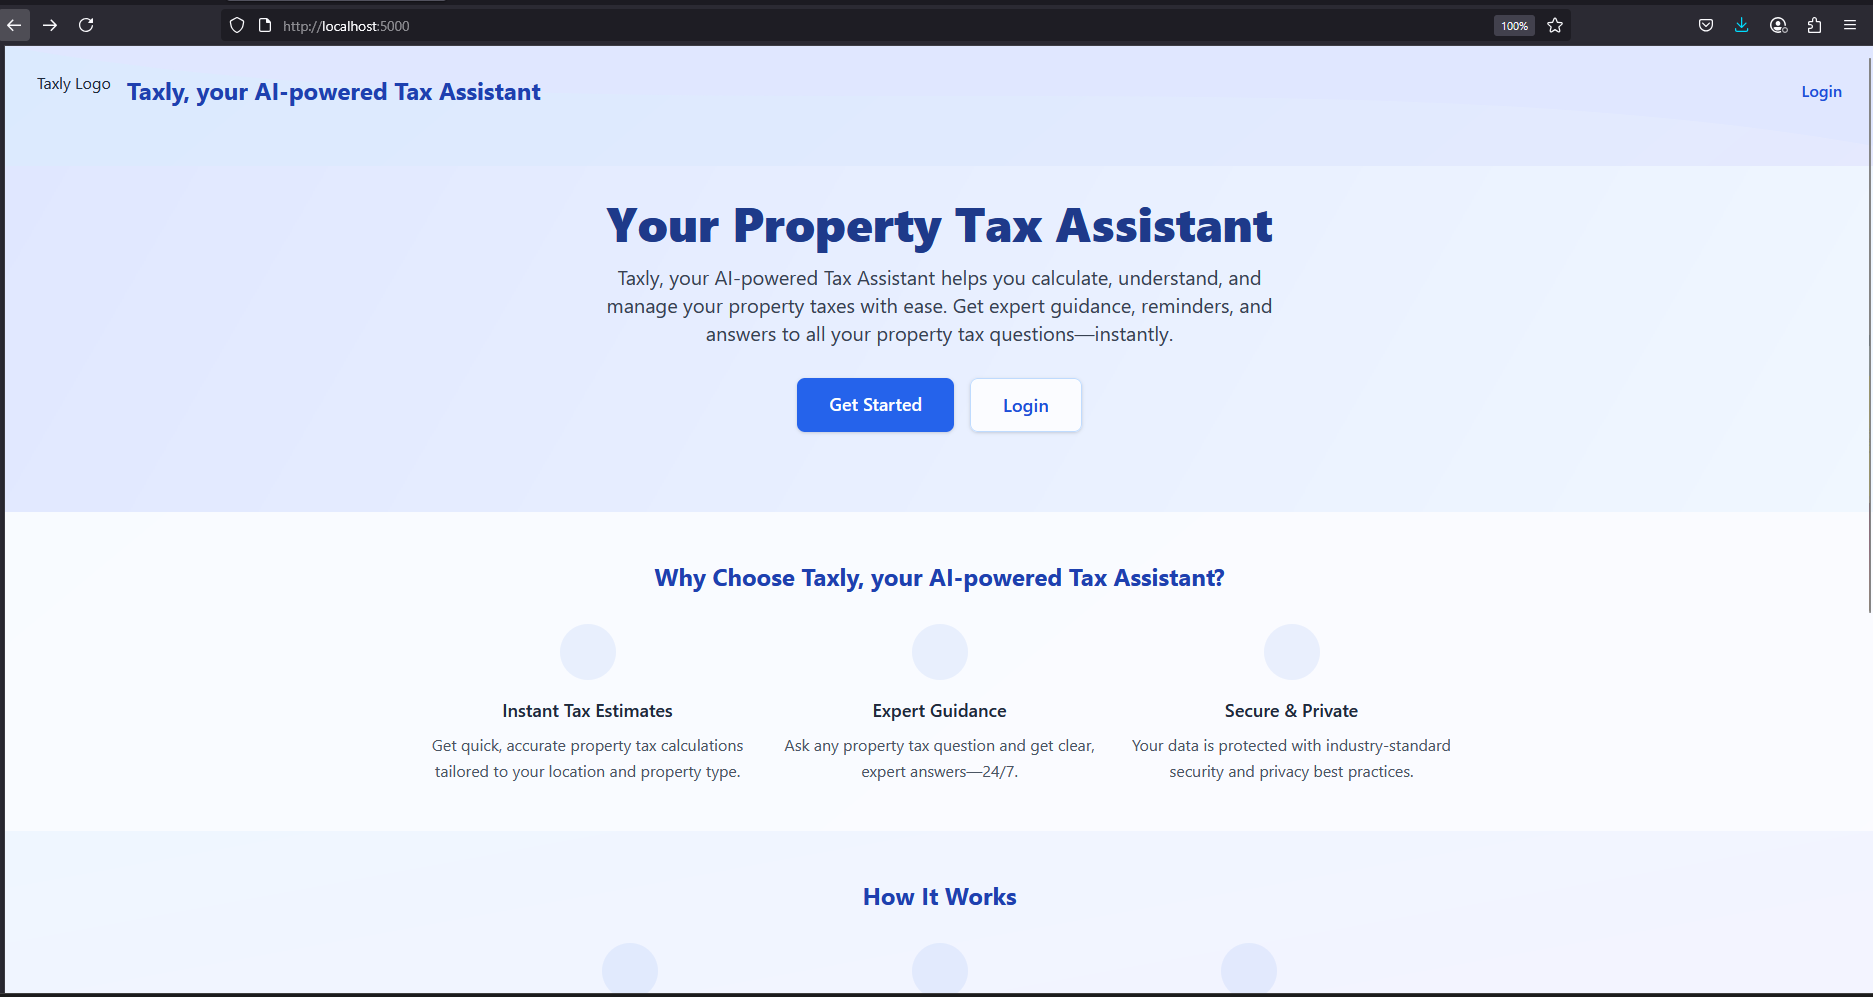 http://localhost:5000
100%
Taxly Logo
Taxly, your AI-powered Tax Assistant
Login
Your Property Tax Assistant
Taxly, your AI-powered Tax Assistant helps you calculate, understand, and
manage your property taxes with ease. Get expert guidance, reminders, and
answers to all your property tax questions—instantly.
Get Started
Login
Why Choose Taxly, your AI-powered Tax Assistant?
Instant Tax Estimates
Get quick, accurate property tax calculations
tailored to your location and property type.
Expert Guidance
Ask any property tax question and get clear,
expert answers—24/7.
Secure & Private
Your data is protected with industry-standard
security and privacy best practices.
How It Works